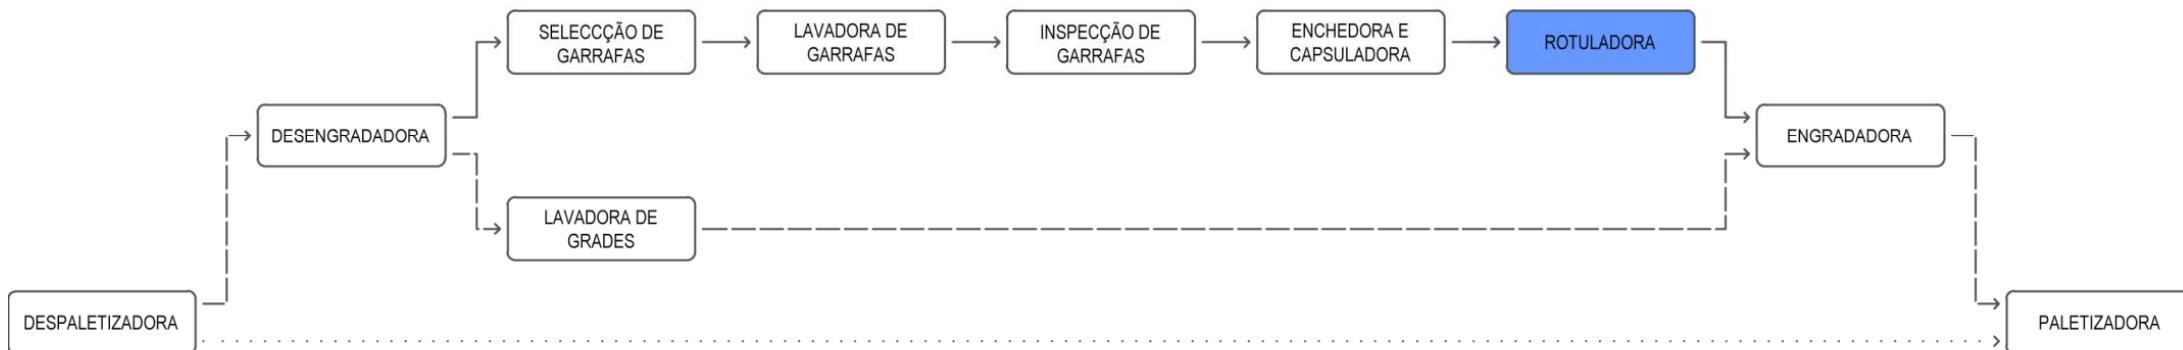 SELECCÇÃO DE
GARRAFAS
LAVADORA DE
GARRAFAS
INSPECÇÃO DE
GARRAFAS
ENCHEDORA E
CAPSULADORA
ROTULADORA
DESENGRADADORA
ENGRADADORA
LAVADORA DE
GRADES
DESPALETIZADORA
PALETIZADORA